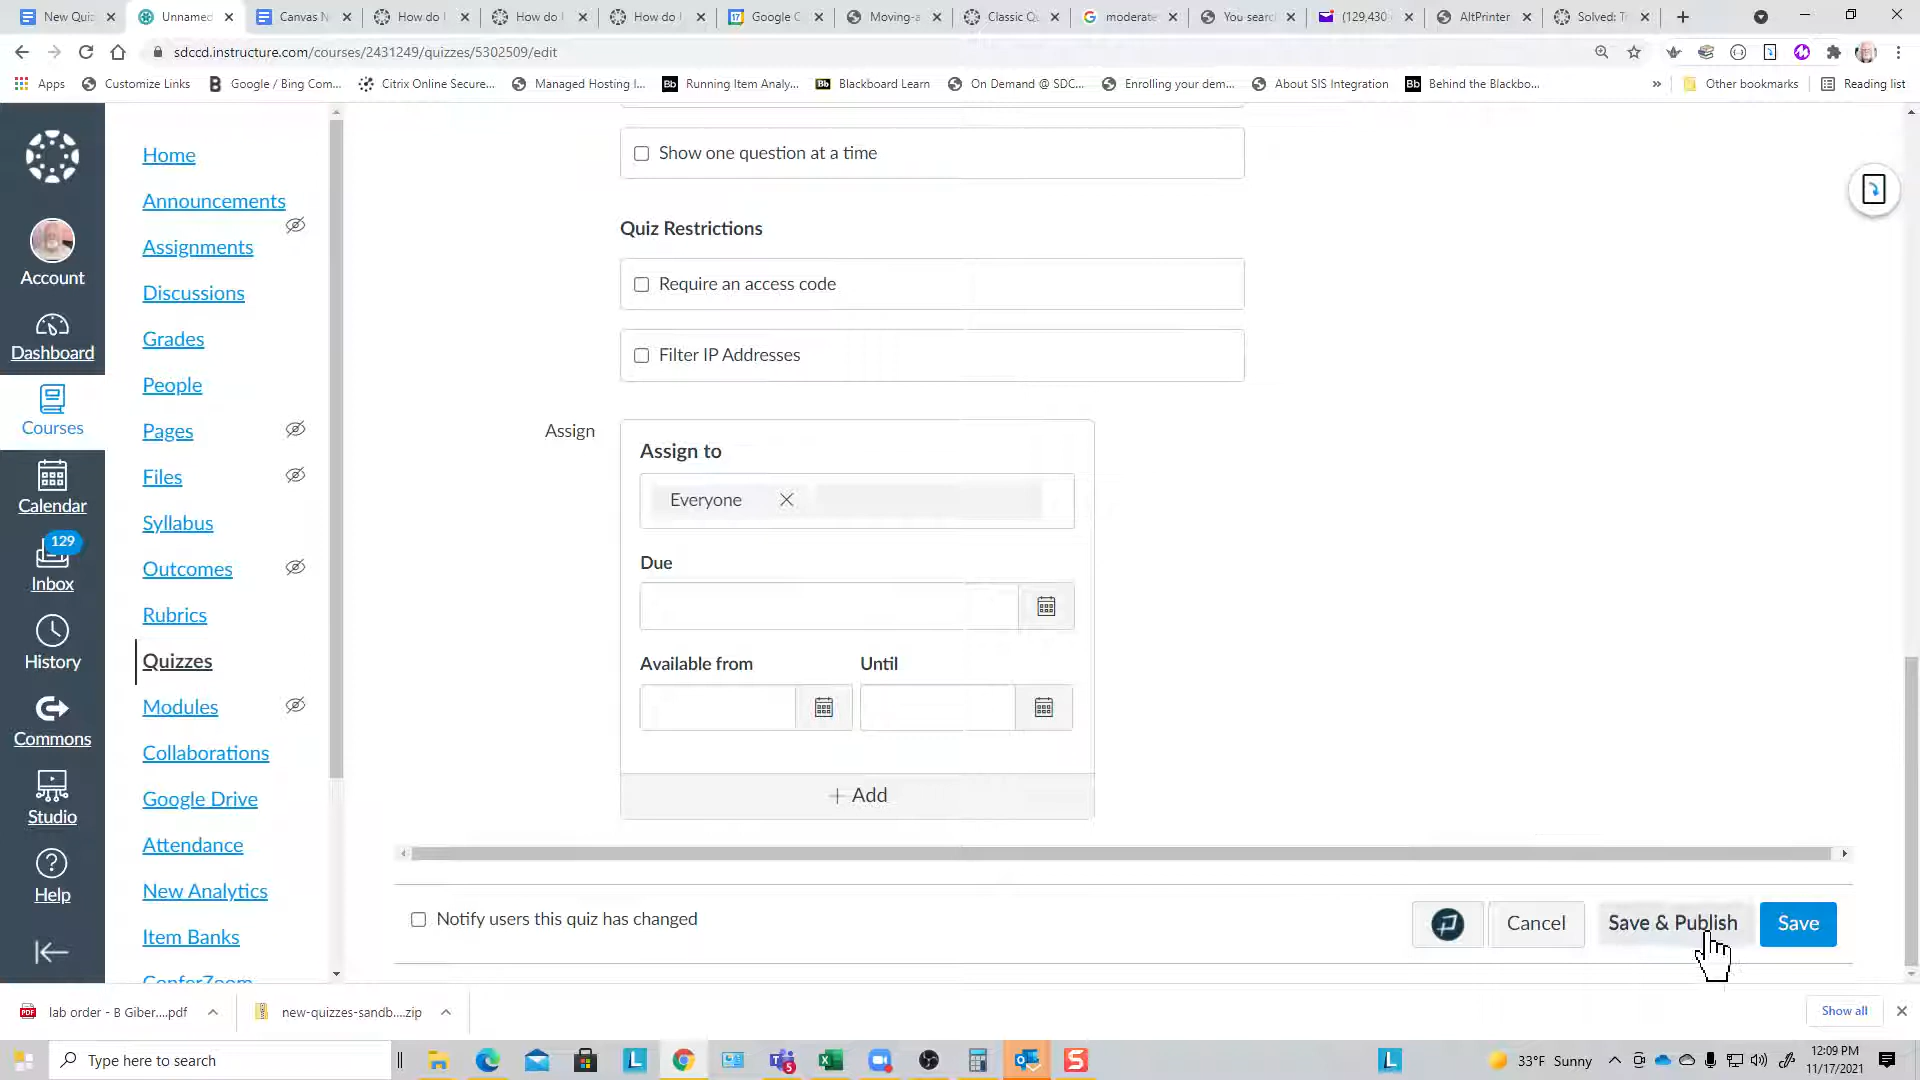 New Quiz
Unnamed
Canvas N
How do I
How do
How do
Google C
Moving-a
Classic Qu
moderate
You searc
(129,430
AltPrinter
Solved: T
sdccd.instructure.com/courses/2431249/quizzes/5302509/edit
Apps
Customize Links
Google / Bing Com...
Citrix Online Secure...
Managed Hosting I...
Bb
Running Item Analy...
Bb
Blackboard Learn
On Demand @ SDC...
Enrolling your dem...
About SIS Integration
Bb
Behind the Blackbo...
»
Other bookmarks
Reading list
Account
Dashboard
Courses
Calendar
129
Inbox
History
Commons
Studio
Help
Home
Announcements
Assignments
Discussions
Grades
People
Pages
Files
Syllabus
Outcomes
Rubrics
Quizzes
Modules
Collaborations
Google Drive
Attendance
New Analytics
Item Banks
ConferZoom
Show one question at a time
Quiz Restrictions
Require an access code
Filter IP Addresses
Assign
Assign to
Everyone
Due
Available from
Until
+ Add
Notify users this quiz has changed
Cancel
Save & Publish
Save
lab order - B Giber....pdf
new-quizzes-sandb....zip
Show all
Type here to search
33°F Sunny
12:09 PM
11/17/2021